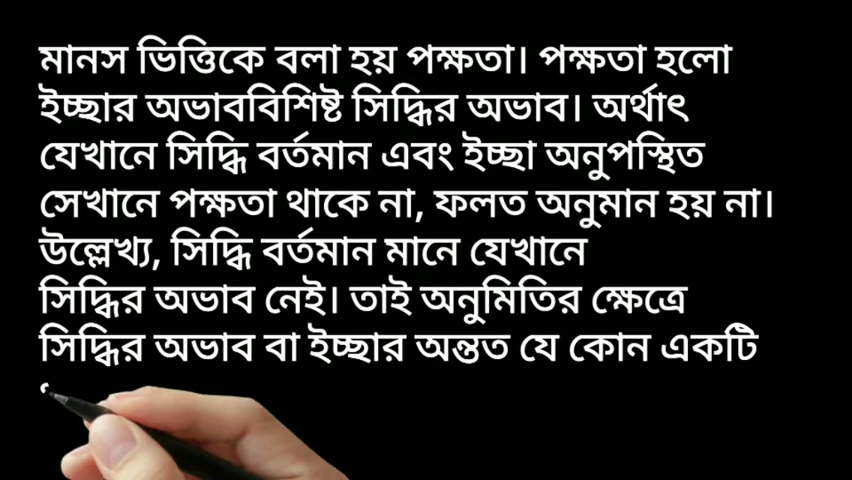 মানস ভিত্তিকে বলা হয় পক্ষতা। পক্ষতা হলো
ইচ্ছার অভাববিশিষ্ট সিদ্ধির অভাব। অর্থাৎ
যেখানে সিদ্ধি বর্তমান এবং ইচ্ছা অনুপস্থিত
সেখানে পক্ষতা থাকে না, ফলত অনুমান হয় না।
উল্লেখ্য, সিদ্ধি বর্তমান মানে যেখানে
সিদ্ধির অভাব নেই। তাই অনুমিতির ক্ষেত্রে
সিদ্ধির অভাব বা ইচ্ছার অন্তত যে কোন একটি